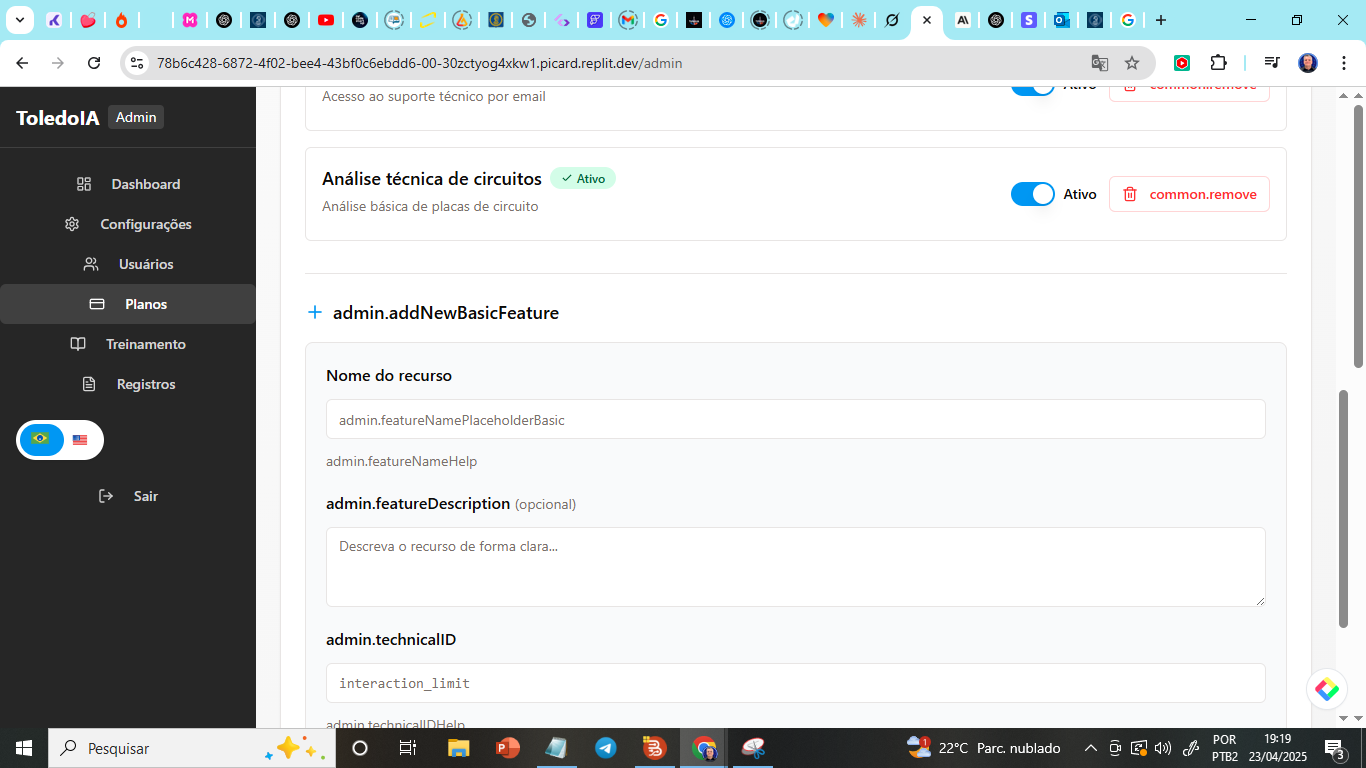 78b6c428-6872-4f02-bee4-43bf0c6ebdd6-00-30zctyog4xkw1.picard.replit.dev/admin
ToledoIA Admin
Dashboard
Configurações
Usuários
Planos
Treinamento
Registros
Sair
Acesso ao suporte técnico por email
Ativo
common.remove
Análise técnica de circuitos
Ativo
Análise básica de placas de circuito
Ativo
common.remove
admin.addNewBasicFeature
Nome do recurso
admin.featureNamePlaceholderBasic
admin.featureNameHelp
admin.featureDescription (opcional)
Descreva o recurso de forma clara...
admin.technicalID
interaction_limit
admin.technicalIDHelp
Pesquisar
1
22°C Parc. nublado
POR
PTB2
19:19
23/04/2025
3